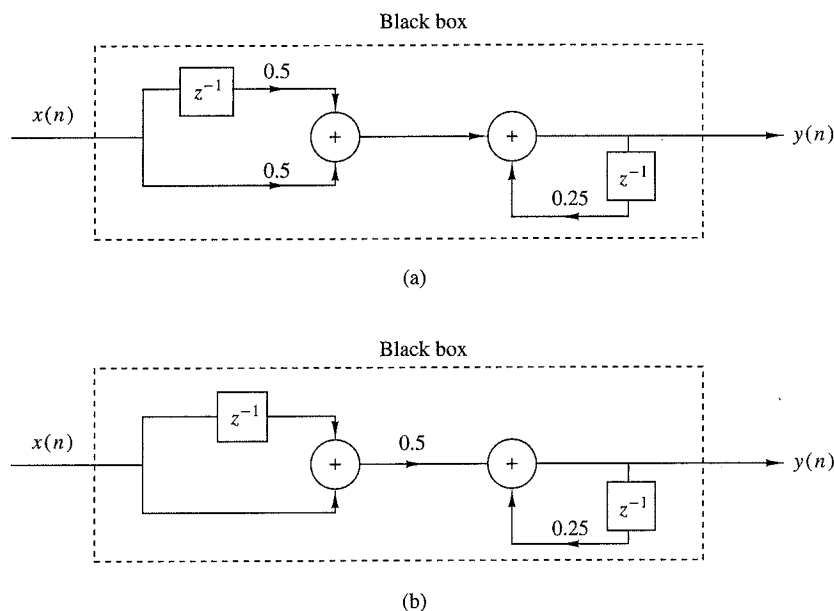 Black box
0.5
z⁻¹
x(n)
+
+
y(n)
0.5
z⁻¹
0.25
(a)
Black box
z⁻¹
x(n)
0.5
+
+
y(n)
z⁻¹
0.25
(b)